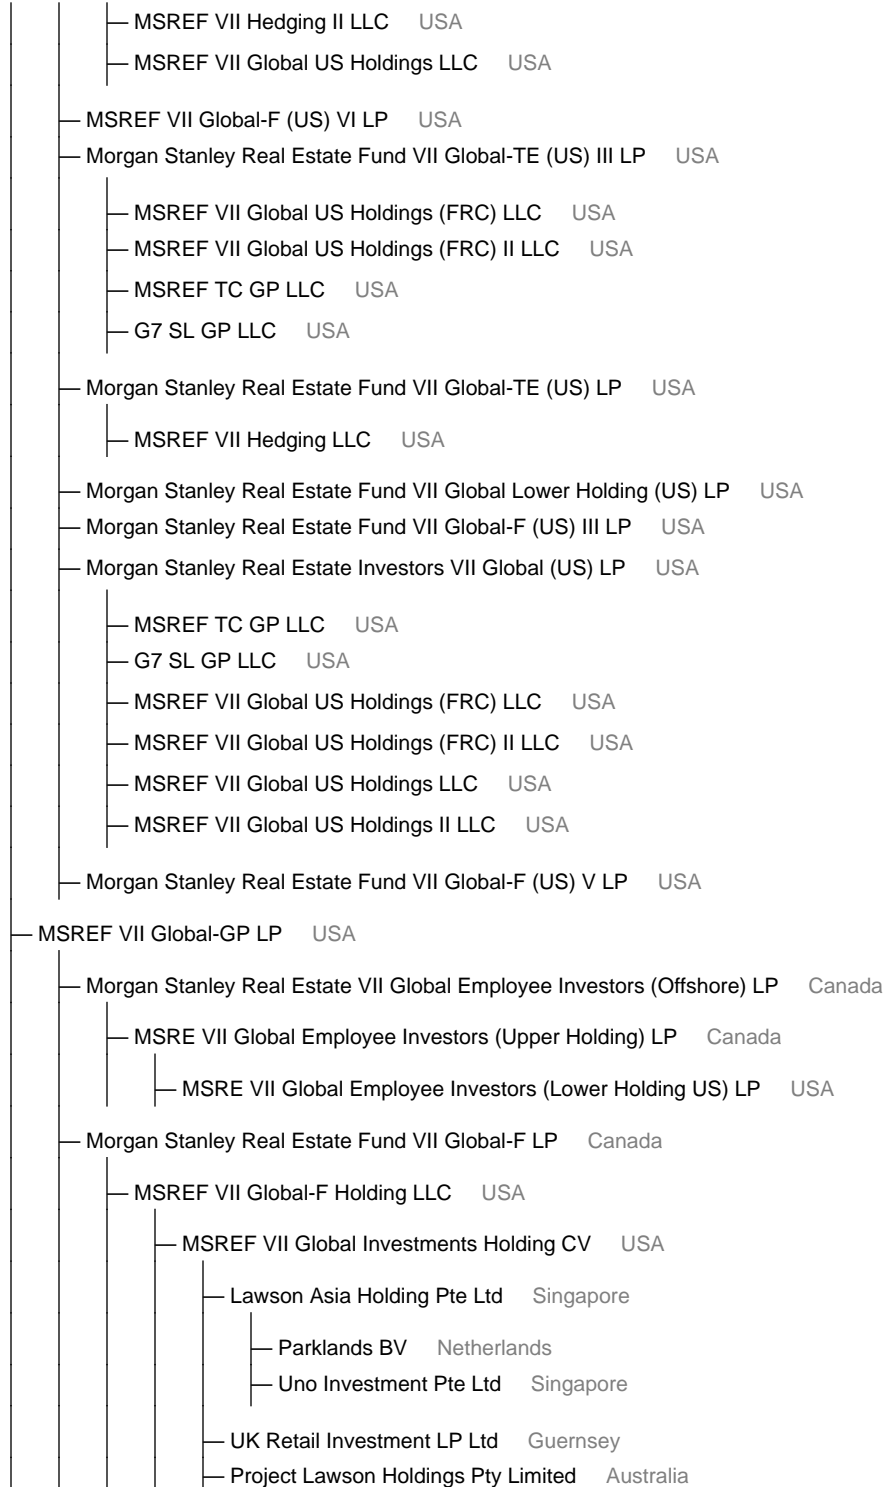 MSREF VII Hedging II LLC USA
MSREF VII Global US Holdings LLC USA
MSREF VII Global-F (US) VI LP USA
Morgan Stanley Real Estate Fund VII Global-TE (US) III LP USA
MSREF VII Global US Holdings (FRC) LLC USA
MSREF VII Global US Holdings (FRC) II LLC USA
MSREF TC GP LLC USA
G7 SL GP LLC USA
Morgan Stanley Real Estate Fund VII Global-TE (US) LP USA
MSREF VII Hedging LLC USA
Morgan Stanley Real Estate Fund VII Global Lower Holding (US) LP USA
Morgan Stanley Real Estate Fund VII Global-F (US) III LP USA
Morgan Stanley Real Estate Investors VII Global (US) LP USA
MSREF TC GP LLC USA
G7 SL GP LLC USA
MSREF VII Global US Holdings (FRC) LLC USA
MSREF VII Global US Holdings (FRC) II LLC USA
MSREF VII Global US Holdings LLC USA
MSREF VII Global US Holdings II LLC USA
Morgan Stanley Real Estate Fund VII Global-F (US) V LP USA
MSREF VII Global-GP LP USA
Morgan Stanley Real Estate VII Global Employee Investors (Offshore) LP Canada
MSRE VII Global Employee Investors (Upper Holding) LP Canada
MSRE VII Global Employee Investors (Lower Holding US) LP USA
Morgan Stanley Real Estate Fund VII Global-F LP Canada
MSREF VII Global-F Holding LLC USA
MSREF VII Global Investments Holding CV USA
Lawson Asia Holding Pte Ltd Singapore
Parklands BV Netherlands
Uno Investment Pte Ltd Singapore
UK Retail Investment LP Ltd Guernsey
Project Lawson Holdings Pty Limited Australia